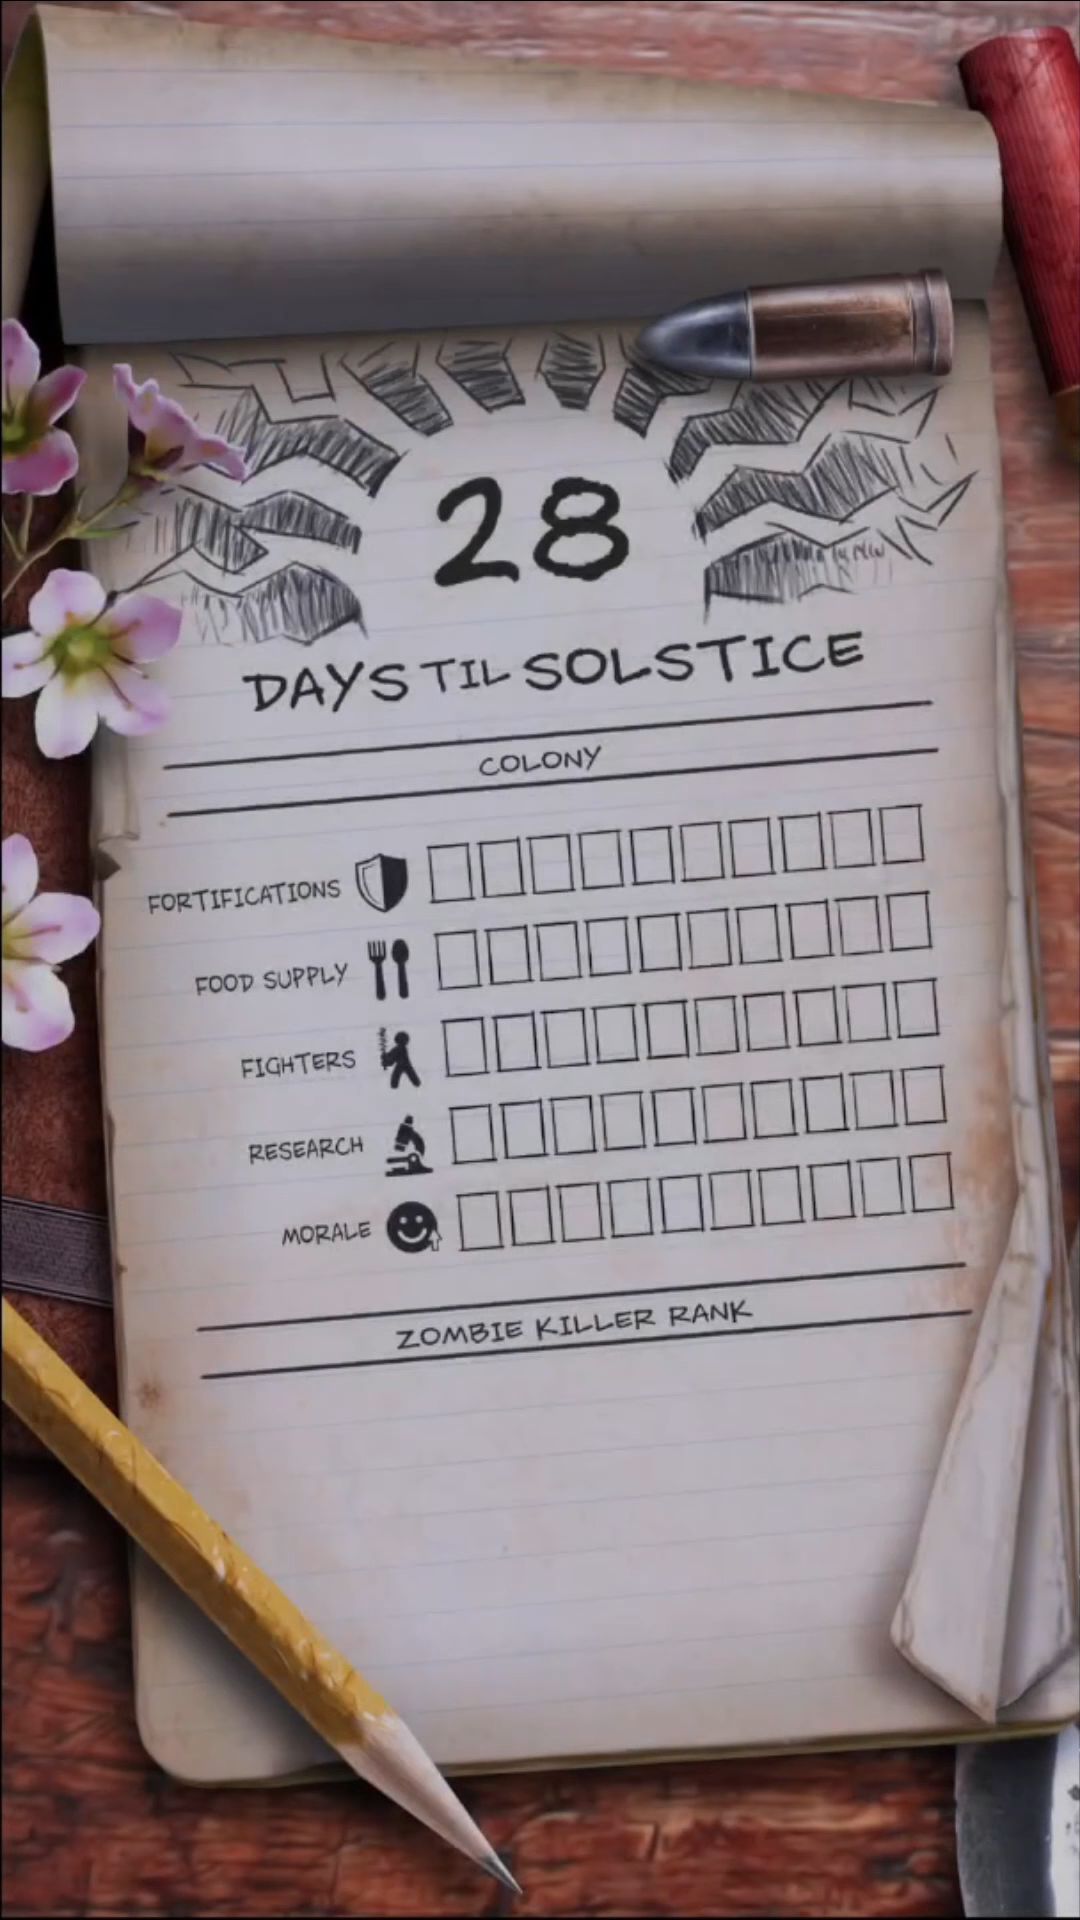 28
DAYS TIL SOLSTICE
COLONY
FORTIFICATIONS
FOOD SUPPLY
FIGHTERS
RESEARCH
MORALE
ZOMBIE KILLER RANK